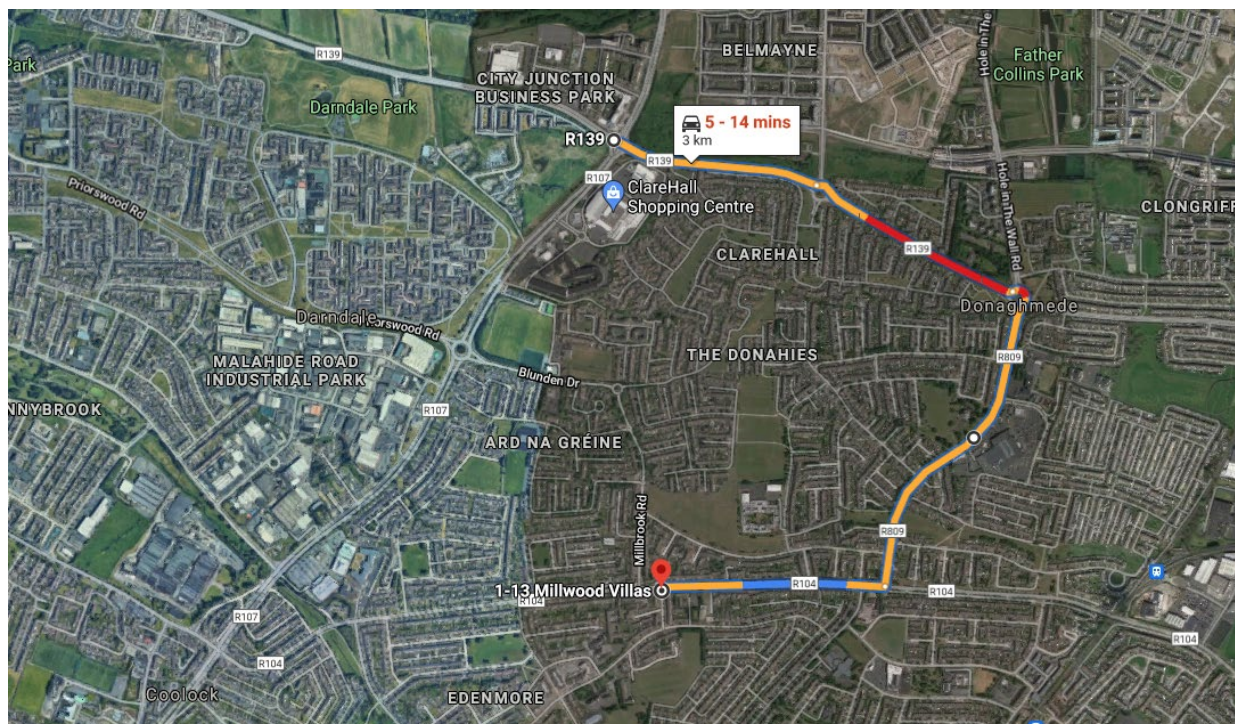 BELMAYNE
Hole in The
Father
Collins Park
R139
Park
CITY JUNCTION
BUSINESS PARK
Darndale Park
5 - 14 mins
3 km
R139
R139
R107
ClareHall
Shopping Centre
Priorswood Rd
Hole in The Wall Rd
CLONGRIFF
CLAREHALL
R139
Donaghmede
Darndale
Priorswood Rd
THE DONAHIES
R809
MALAHIDE ROAD
INDUSTRIAL PARK
Blunden Dr
NNYBROOK
R107
ARD NA GRÉINE
Millbrook Rd
R809
1-13 Millwood Villas
R104
R104
R104
R107
R104
R104
Coolock
EDENMORE